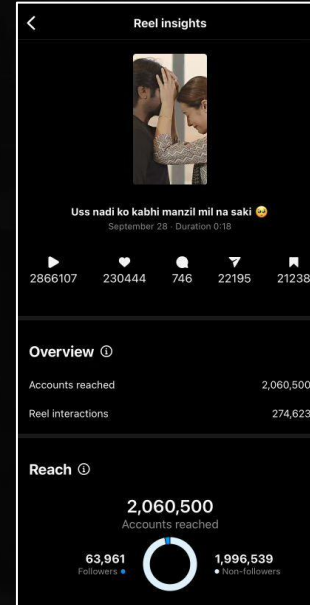 Reel insights
Uss nadi ko kabhi manzil mil na saki 🥺
September 28 · Duration 0:18
2866107 230444 746 22195 21238
Overview
Accounts reached 2,060,500
Reel interactions 274,623
Reach
2,060,500
Accounts reached
63,961 1,996,539
Followers Non-followers